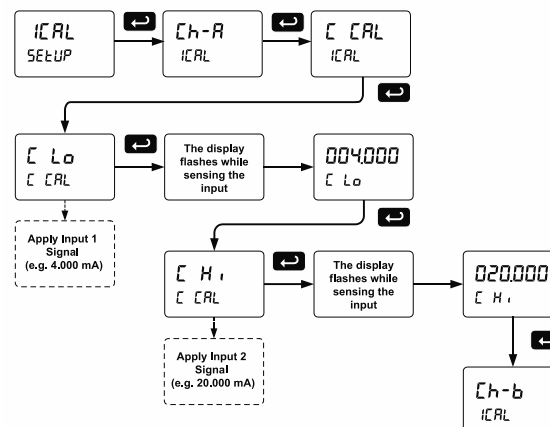 ICAL
SEtUP
Ch-A
ICAL
C CAL
ICAL
C Lo
C CAL
The display
flashes while
sensing the
input
004.000
C Lo
Apply Input 1
Signal
(e.g. 4.000 mA)
C Hi
C CAL
The display
flashes while
sensing the
input
020.000
C Hi
Apply Input 2
Signal
(e.g. 20.000 mA)
Ch-b
ICAL